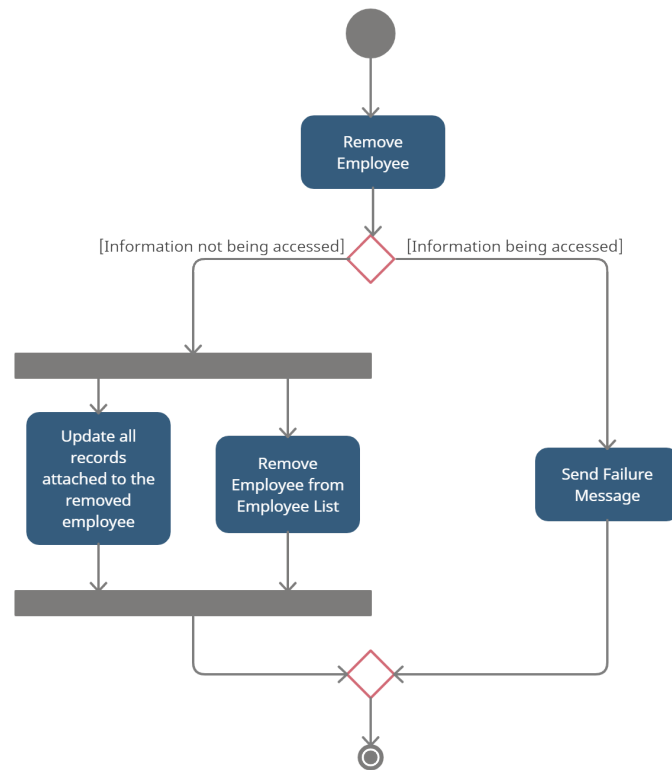 Remove
Employee
[Information not being accessed]
[Information being accessed]
Update all
records
attached to the
removed
employee
Remove
Employee from
Employee List
Send Failure
Message